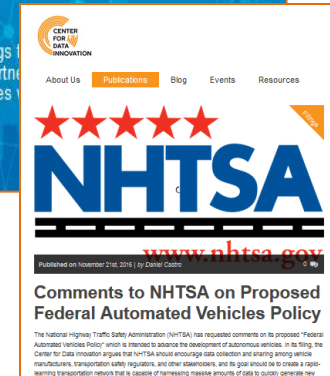 gs t
rtne
es v
CENTER
FOR
DATA
INNOVATION
About Us Publications Blog Events Resources
Filings
NHTSA
www.nhtsa.gov
Published on November 21st, 2016 | by Daniel Castro 0
Comments to NHTSA on Proposed
Federal Automated Vehicles Policy
The National Highway Traffic Safety Administration (NHTSA) has requested comments on its proposed "Federal
Automated Vehicles Policy" which is intended to advance the development of autonomous vehicles. In its filing, the
Center for Data Innovation argues that NHTSA should encourage data collection and sharing among vehicle
manufacturers, transportation safety regulators, and other stakeholders, and its goal should be to create a rapid-
learning transportation network that is capable of harnessing massive amounts of data to quickly generate new